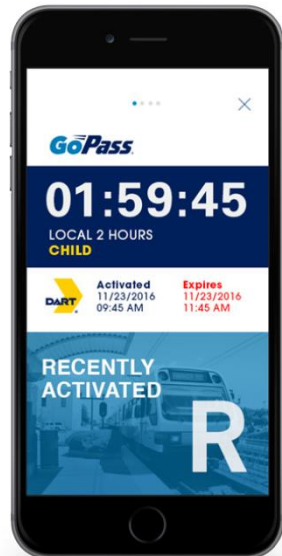 GoPass
01:59:45
LOCAL 2 HOURS
CHILD
DART
Activated
11/23/2016
09:45 AM
Expires
11/23/2016
11:45 AM
RECENTLY
ACTIVATED
R